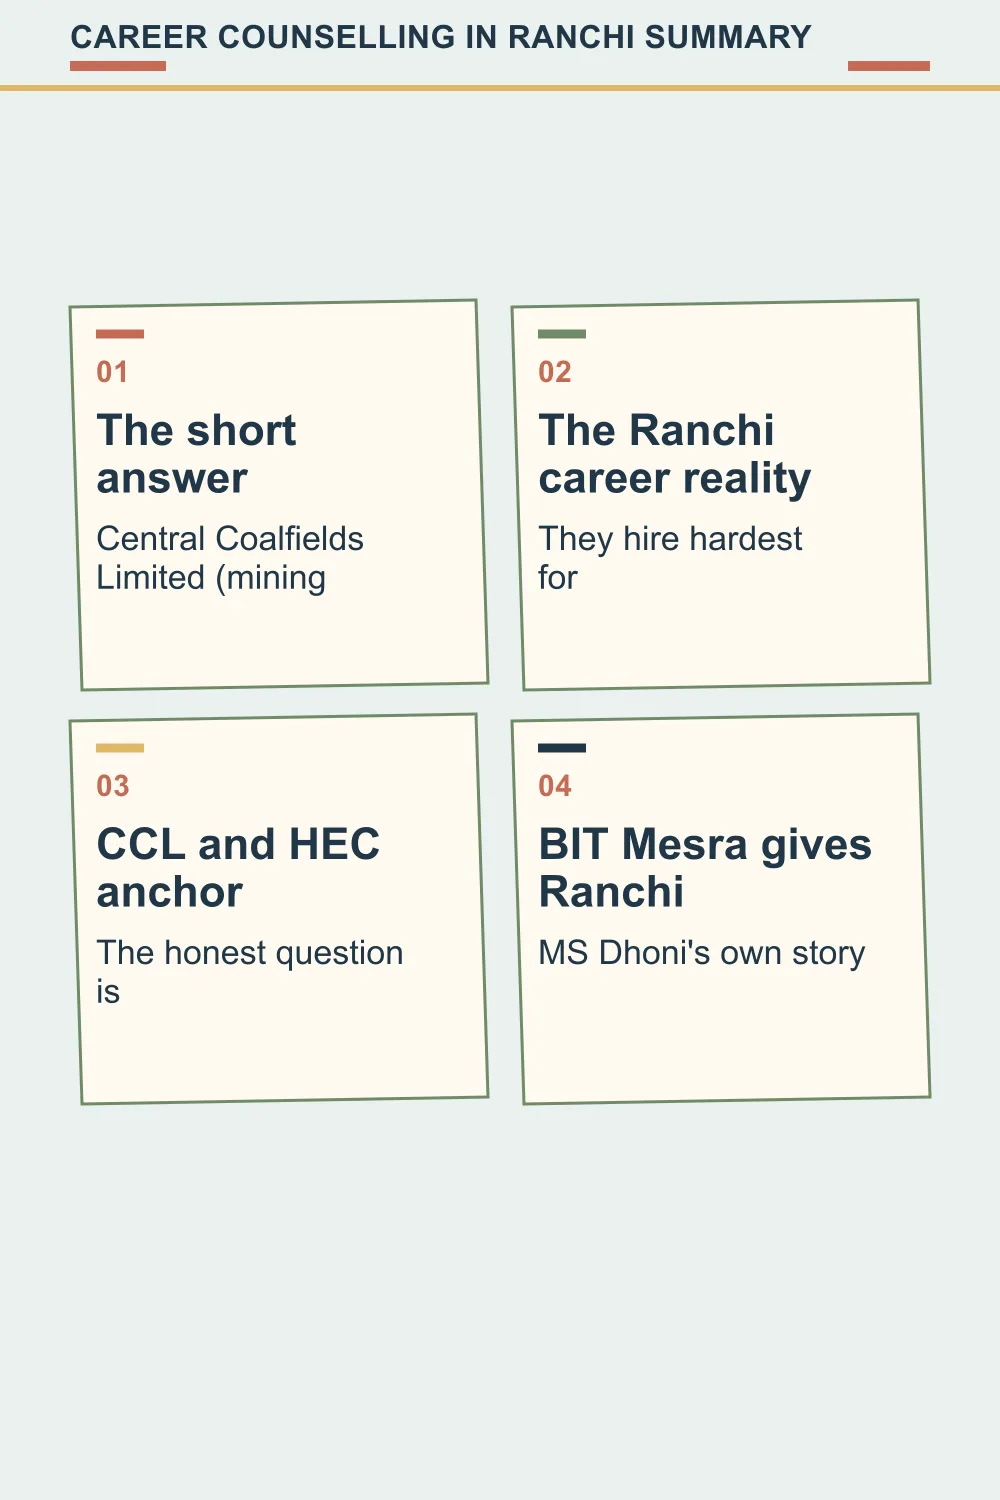 CAREER COUNSELLING IN RANCHI SUMMARY
01
The short
answer
Central Coalfields
Limited (mining
02
The Ranchi
career reality
They hire hardest
for
03
CCL and HEC
anchor
The honest question
is
04
BIT Mesra gives
Ranchi
MS Dhoni's own story